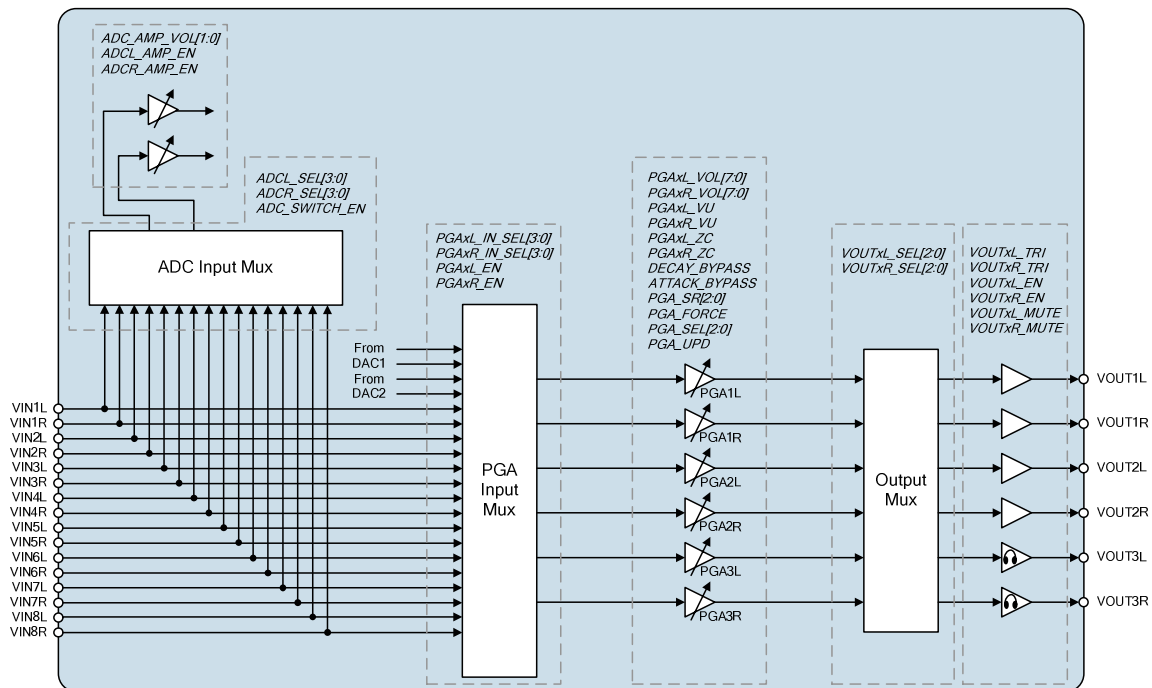 ADC_AMP_VOL[1:0]
ADCL_AMP_EN
ADCR_AMP_EN
ADCL_SEL[3:0]
ADCR_SEL[3:0]
ADC_SWITCH_EN
ADC Input Mux
PGAxL_IN_SEL[3:0]
PGAxR_IN_SEL[3:0]
PGAxL_EN
PGAxR_EN
PGAxL_VOL[7:0]
PGAxR_VOL[7:0]
PGAxL_VU
PGAxR_VU
PGAxL_ZC
PGAxR_ZC
DECAY_BYPASS
ATTACK_BYPASS
PGA_SR[2:0]
PGA_FORCE
PGA_SEL[2:0]
PGA_UPD
VOUTxL_SEL[2:0]
VOUTxR_SEL[2:0]
VOUTxL_TRI
VOUTxR_TRI
VOUTxL_EN
VOUTxR_EN
VOUTxL_MUTE
VOUTxR_MUTE
From
DAC1
From
DAC2
VIN1L
VIN1R
VIN2L
VIN2R
VIN3L
VIN3R
VIN4L
VIN4R
VIN5L
VIN5R
VIN6L
VIN6R
VIN7L
VIN7R
VIN8L
VIN8R
PGA
Input
Mux
PGA1L
PGA1R
PGA2L
PGA2R
PGA3L
PGA3R
Output
Mux
VOUT1L
VOUT1R
VOUT2L
VOUT2R
VOUT3L
VOUT3R